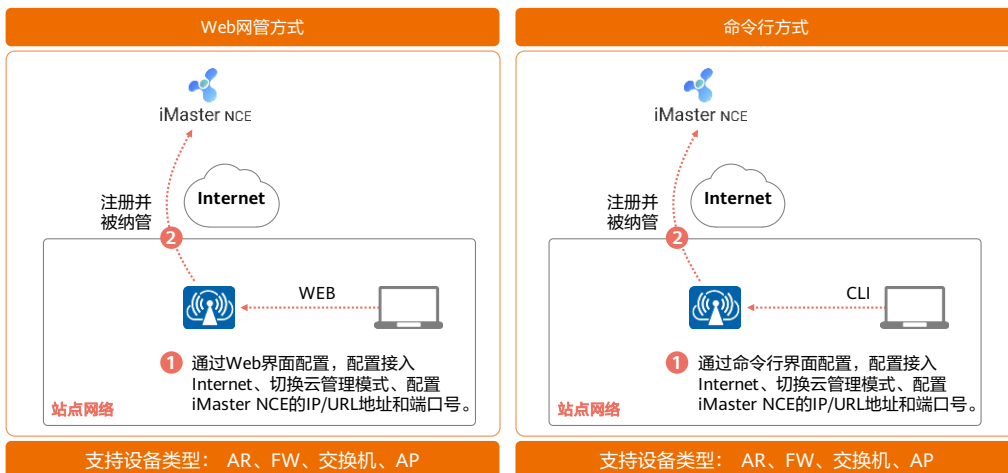 Web网管方式
iMaster NCE
Internet
注册并
被纳管
2
WEB
1 通过Web界面配置，配置接入
Internet、切换云管理模式、配置
iMaster NCE的IP/URL地址和端口号。
站点网络
支持设备类型： AR、FW、交换机、AP
命令行方式
iMaster NCE
Internet
注册并
被纳管
2
CLI
1 通过命令行界面配置，配置接入
Internet、切换云管理模式、配置
iMaster NCE的IP/URL地址和端口号。
站点网络
支持设备类型： AR、FW、交换机、AP